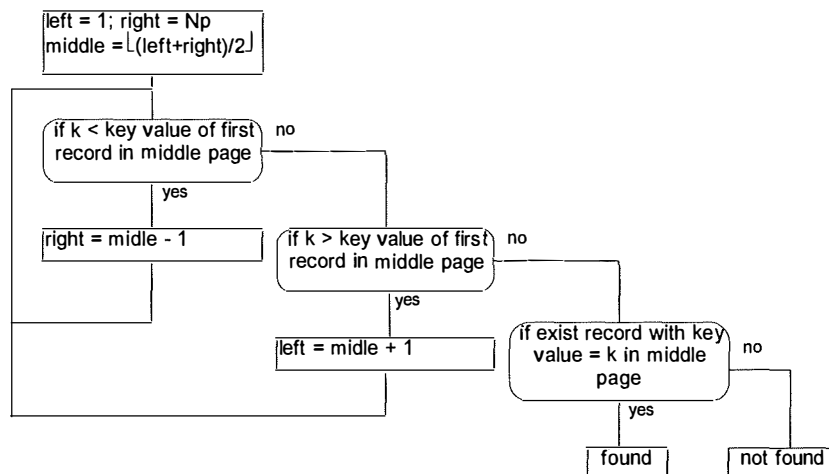 left = 1; right = Np
middle = ⌊(left+right)/2⌋
if k < key value of first
record in middle page
no
yes
right = midle - 1
if k > key value of first
record in middle page
no
yes
left = midle + 1
if exist record with key
value = k in middle
page
no
yes
found
not found